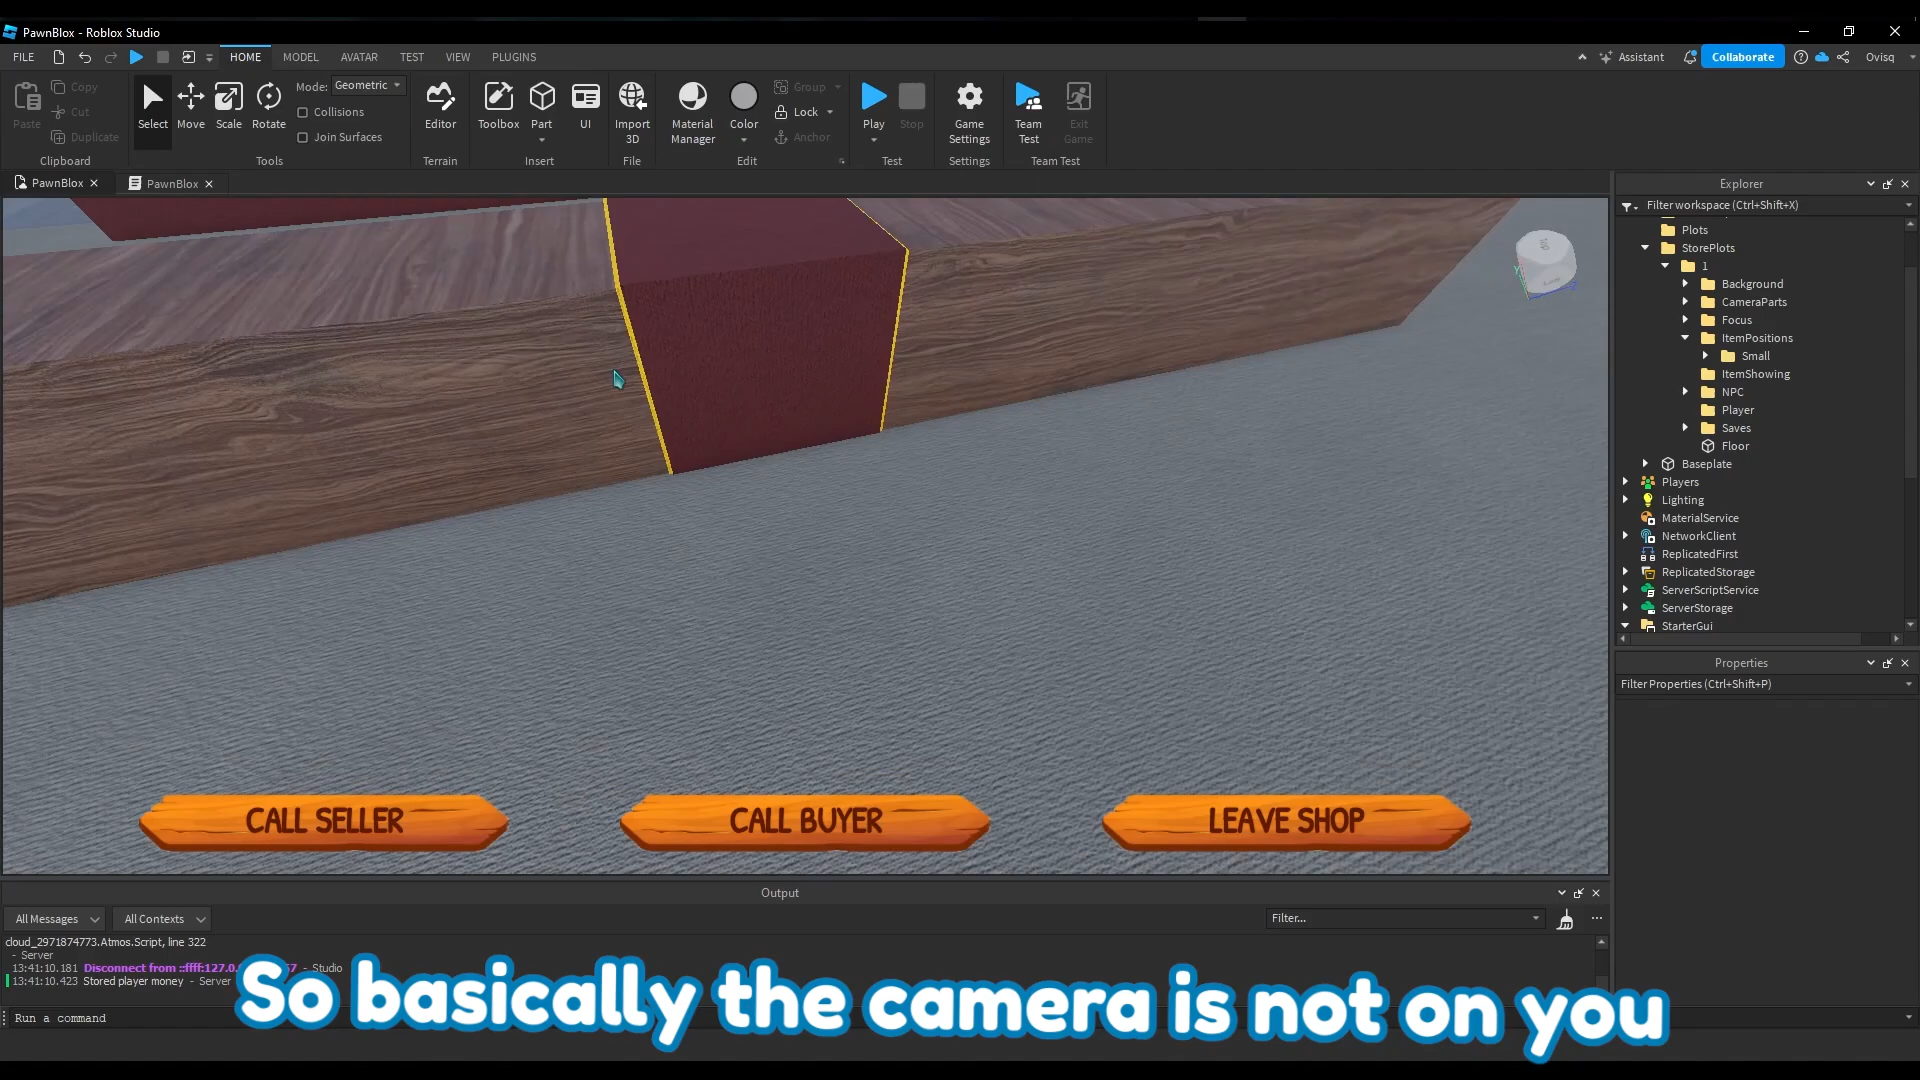 PawnBlox - Roblox Studio
FILE HOME MODEL AVATAR TEST VIEW PLUGINS Assistant Collaborate Ovisq
Paste Copy Cut Duplicate Clipboard
Select Move Scale Rotate Mode: Geometric Collisions Join Surfaces Tools
Editor Terrain
Toolbox Part UI Insert
Import 3D File
Material Manager Color Group Lock Anchor Edit
Play Stop Test
Game Settings Settings
Team Test Exit Game Team Test
PawnBlox PawnBlox
Explorer
Filter workspace (Ctrl+Shift+X)
Plots
StorePlots
1
Background
CameraParts
Focus
ItemPositions
Small
ItemShowing
NPC
Player
Saves
Floor
Baseplate
Players
Lighting
MaterialService
NetworkClient
ReplicatedFirst
ReplicatedStorage
ServerScriptService
ServerStorage
StarterGui
Properties
Filter Properties (Ctrl+Shift+P)
CALL SELLER CALL BUYER LEAVE SHOP
Output
All Messages All Contexts Filter...
cloud_2971874773.Atmos.Script, line 322
- Server
13:41:10.181 Disconnect from ::ffff:127.0. - Studio
13:41:10.423 Stored player money - Server
Run a command
So basically the camera is not on you